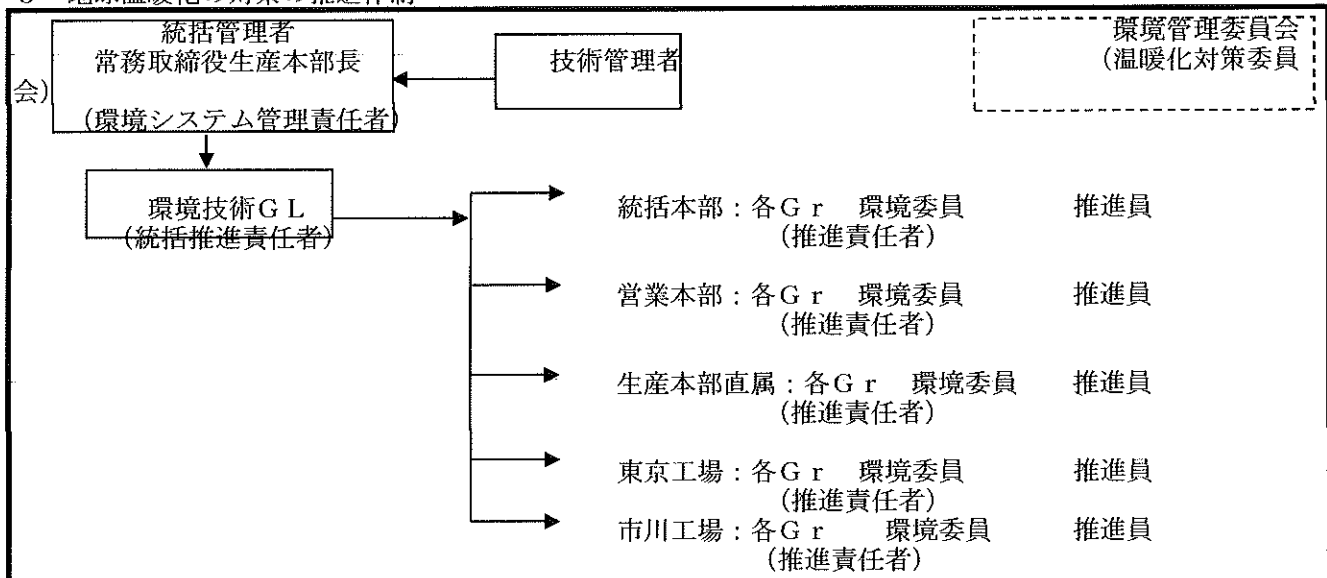 統括管理者
常務取締役生産本部長
(環境システム管理責任者)
技術管理者
環境管理委員会
(温暖化対策委員
会)
環境技術GL
(統括推進責任者)
統括本部：各Gr　環境委員　推進員
(推進責任者)
営業本部：各Gr　環境委員　推進員
(推進責任者)
生産本部直属：各Gr　環境委員　推進員
(推進責任者)
東京工場：各Gr　環境委員　推進員
(推進責任者)
市川工場：各Gr　環境委員　推進員
(推進責任者)